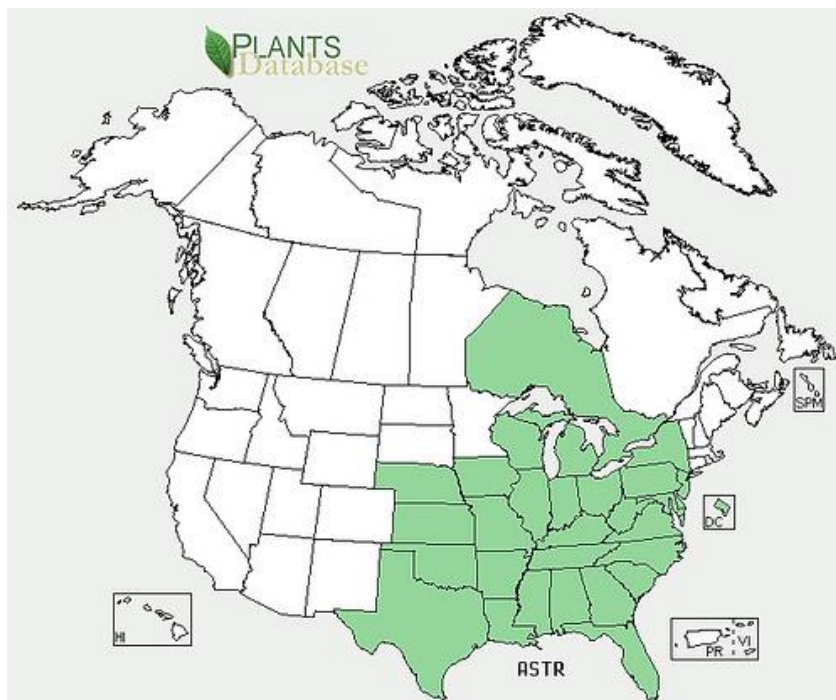 PLANTS
Database
SPM
DC
HI
PR
VI
ASTR